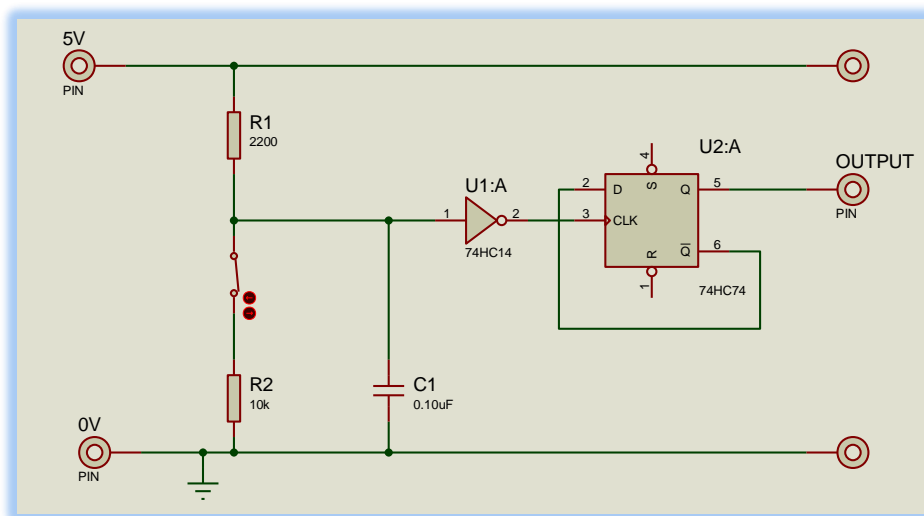 5V
PIN
R1
2200
U2:A
4
OUTPUT
U1:A
2
D
S
Q
5
1
2
3
CLK
PIN
74HC14
R
Q
6
1
74HC74
R2
10k
C1
0.10uF
0V
PIN